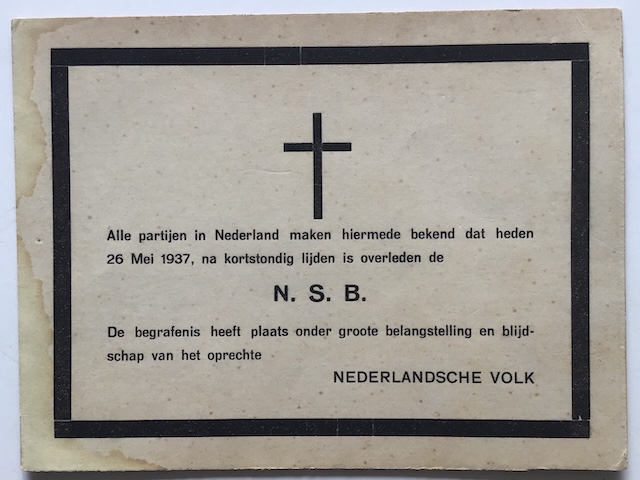 Alle partijen in Nederland maken hiermede bekend dat heden
26 Mei 1937, na kortstondig lijden is overleden de
N. S. B.
De begrafenis heeft plaats onder groote belangstelling en blijd-
schap van het oprechte
NEDERLANDSCHE VOLK